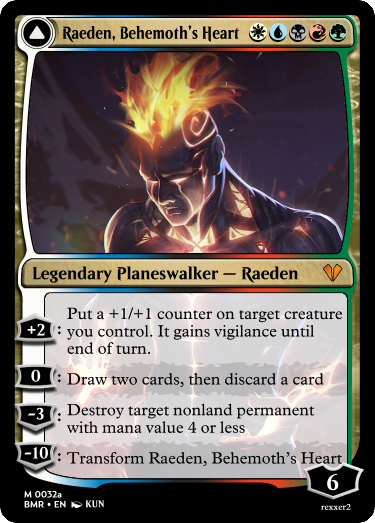 Raeden, Behemoth's Heart
Legendary Planeswalker — Raeden
+2: Put a +1/+1 counter on target creature
you control. It gains vigilance until
end of turn.
0: Draw two cards, then discard a card
-3: Destroy target nonland permanent
with mana value 4 or less
-10: Transform Raeden, Behemoth's Heart
6
M 0032a
BMR • EN KUN
rexxer2